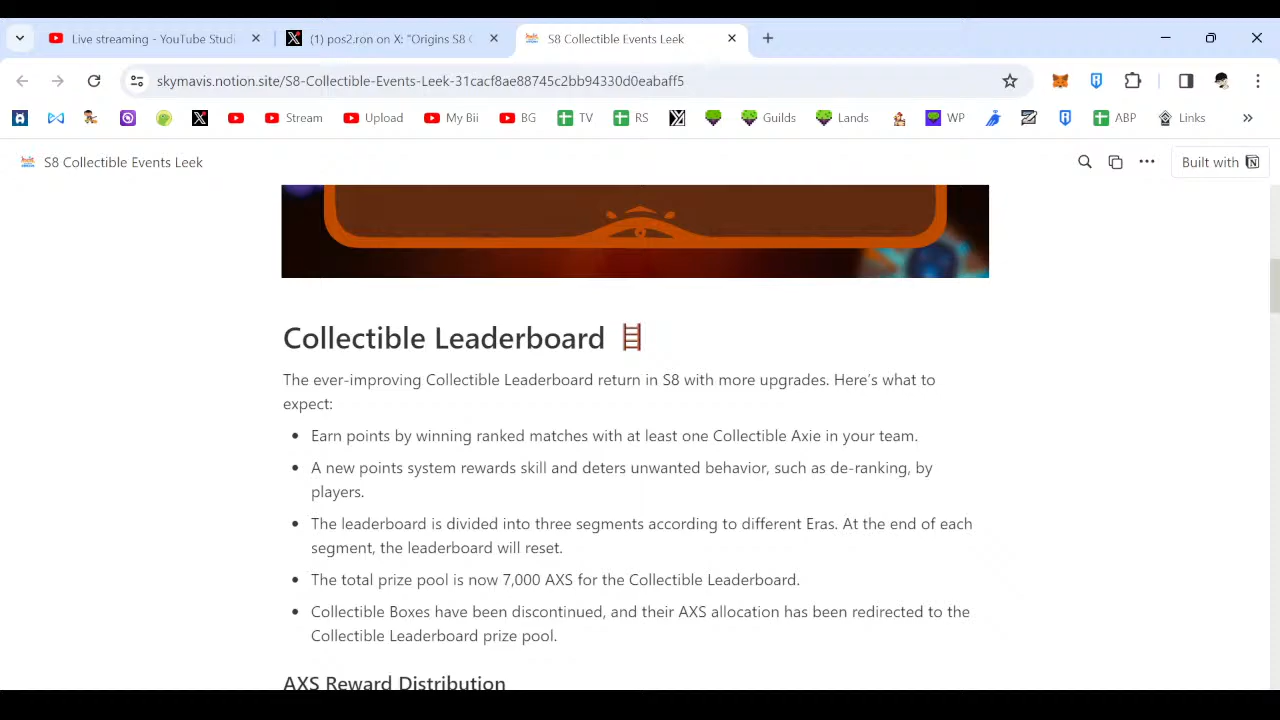 Live streaming - YouTube Studi
(1) pos2.ron on X: "Origins S8 C
S8 Collectible Events Leek
skymavis.notion.site/S8-Collectible-Events-Leek-31cacf8ae88745c2bb94330d0eabaff5
Stream
Upload
My Bii
BG
TV
RS
Guilds
Lands
WP
ABP
Links
S8 Collectible Events Leek
Built with
Collectible Leaderboard
The ever-improving Collectible Leaderboard return in S8 with more upgrades. Here’s what to
expect:
• Earn points by winning ranked matches with at least one Collectible Axie in your team.
• A new points system rewards skill and deters unwanted behavior, such as de-ranking, by
players.
• The leaderboard is divided into three segments according to different Eras. At the end of each
segment, the leaderboard will reset.
• The total prize pool is now 7,000 AXS for the Collectible Leaderboard.
• Collectible Boxes have been discontinued, and their AXS allocation has been redirected to the
Collectible Leaderboard prize pool.
AXS Reward Distribution